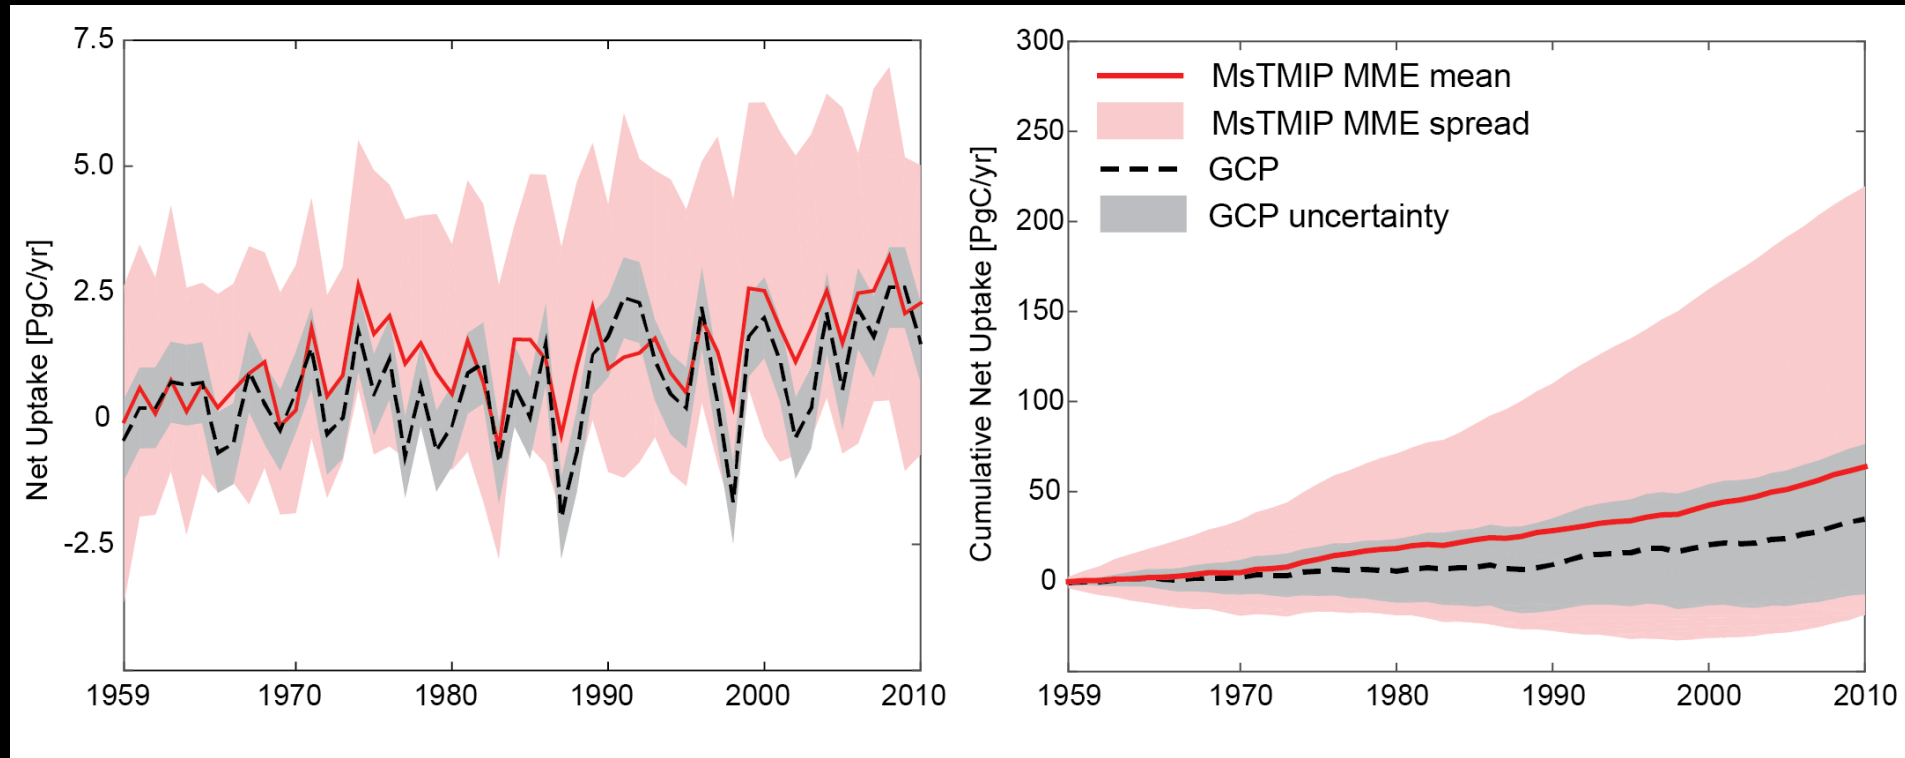 7.5
5.0
2.5
0
-2.5
Net Uptake [PgC/yr]
1959 1970 1980 1990 2000 2010
300
250
200
150
100
50
0
Cumulative Net Uptake [PgC/yr]
MsTMIP MME mean
MsTMIP MME spread
GCP
GCP uncertainty
1959 1970 1980 1990 2000 2010